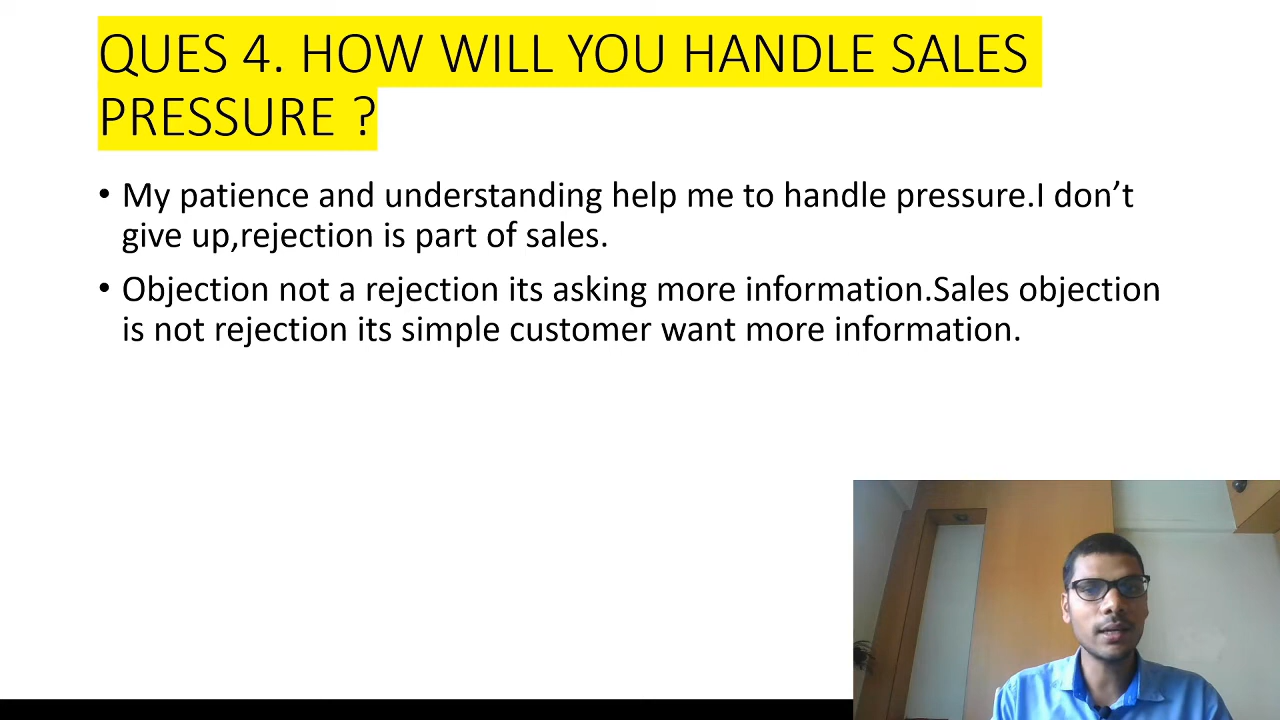 QUES 4. HOW WILL YOU HANDLE SALES
PRESSURE ?
• My patience and understanding help me to handle pressure.I don’t
give up,rejection is part of sales.
• Objection not a rejection its asking more information.Sales objection
is not rejection its simple customer want more information.